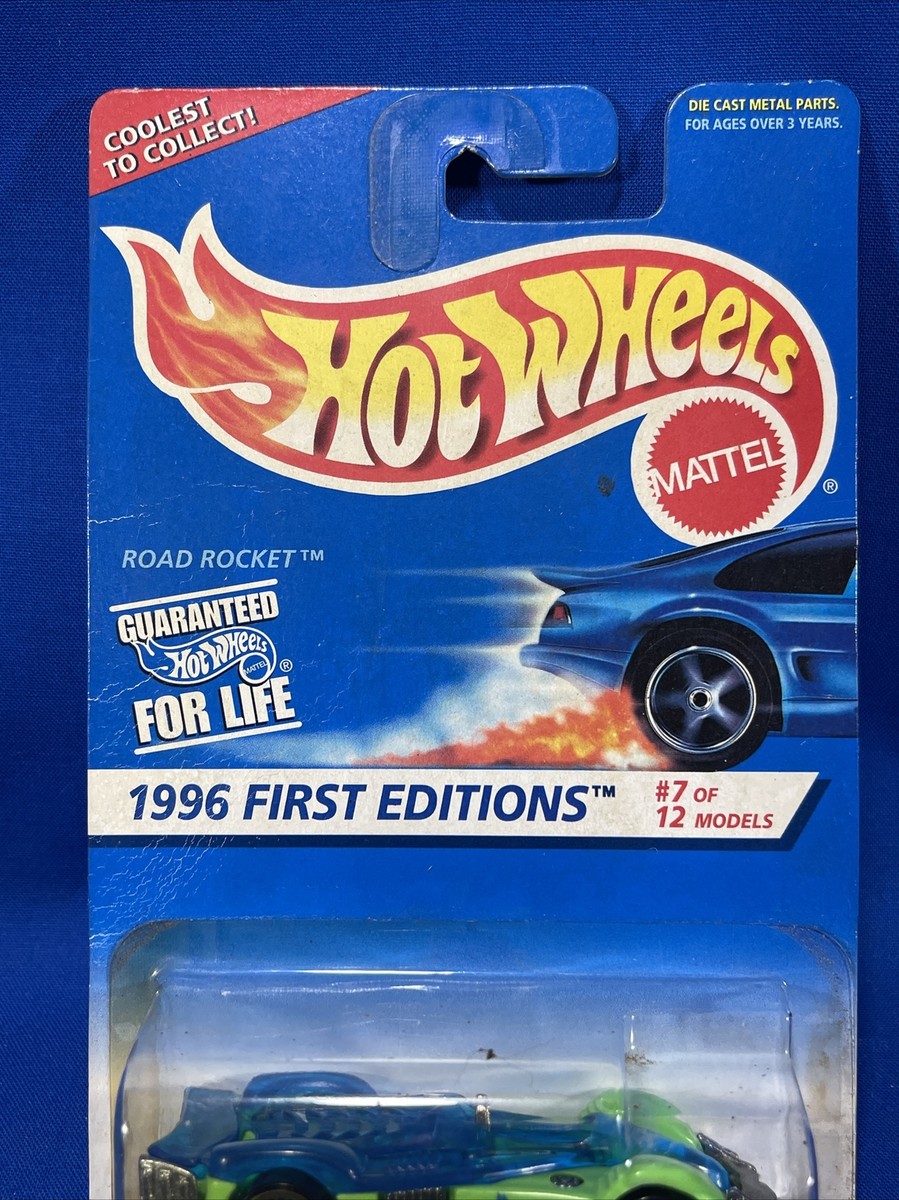 COOLEST
TO COLLECT!
DIE CAST METAL PARTS.
FOR AGES OVER 3 YEARS.
HOT WHEELS
MATTEL
®
ROAD ROCKET™
GUARANTEED
HOT WHEELS
MATTEL
®
FOR LIFE
1996 FIRST EDITIONS™
#7 OF
12 MODELS